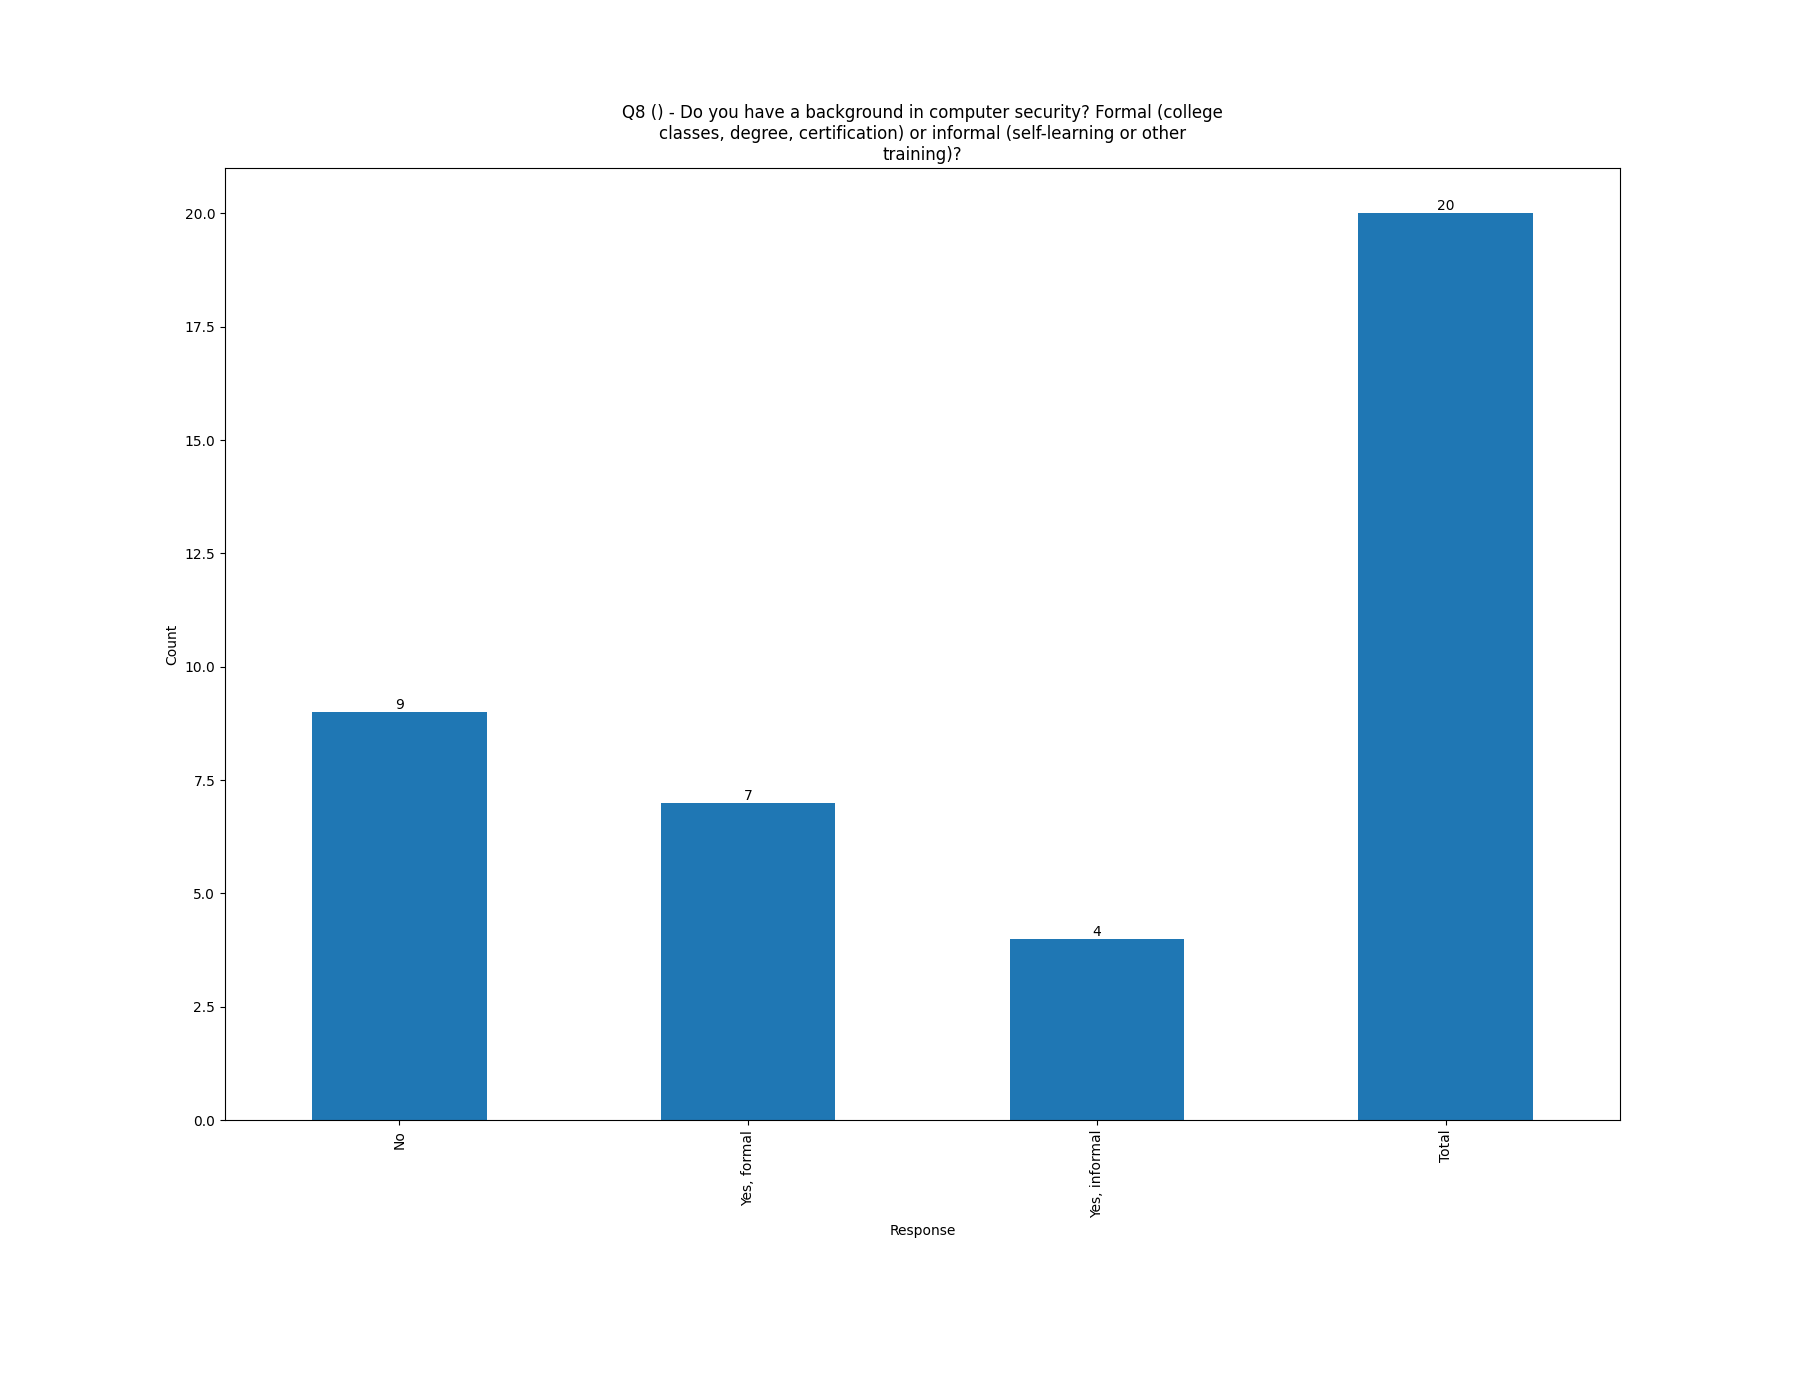 Q8 () - Do you have a background in computer security? Formal (college
classes, degree, certification) or informal (self-learning or other
training)?
20.0
17.5
15.0
12.5
10.0
7.5
5.0
2.5
0.0
Count
9
7
4
20
No
Yes, formal
Yes, informal
Total
Response